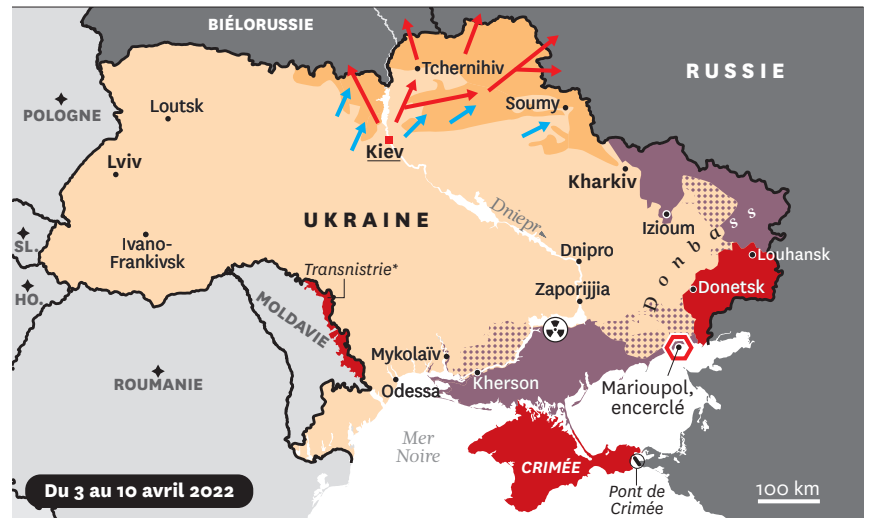 BIÉLORUSSIE
RUSSIE
POLOGNE
Loutsk
Tchernihiv
Soumy
Kiev
Lviv
Kharkiv
UKRAINE
Dniepr
Izioum
Donbass
SL.
Ivano-
Frankivsk
Transnistrie*
Dnipro
Louhansk
HO.
MOLDAVIE
Zaporijjia
Donetsk
ROUMANIE
Mykolaïv
Kherson
Odessa
Marioupol,
encerclé
Mer
Noire
CRIMÉE
Pont de
Crimée
Du 3 au 10 avril 2022
100 km